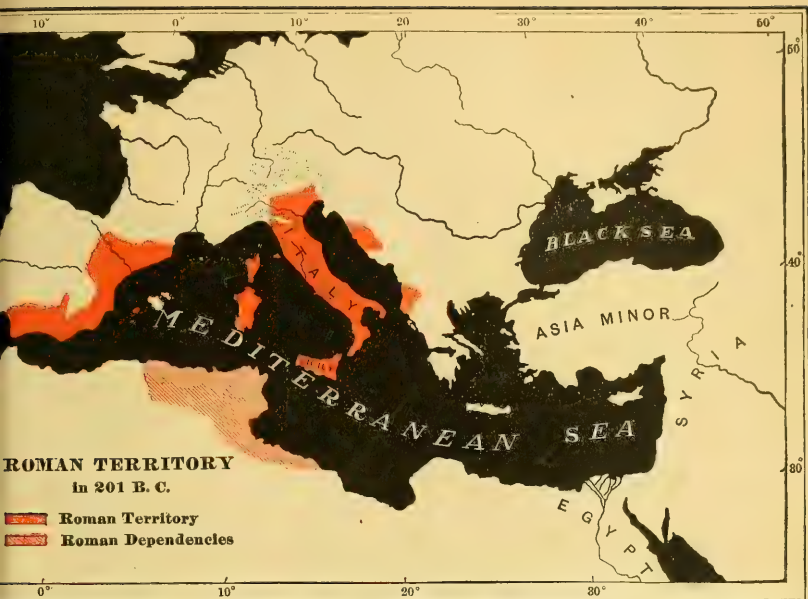 10° 0° 10° 20 30° 40° 50°
50°
BLACK SEA
40°
ITALY
ASIA MINOR
SYRIA
MEDITERRANEAN SEA
30°
EGYPT
ROMAN TERRITORY
in 201 B. C.
Roman Territory
Roman Dependencies
0° 10° 20° 30°